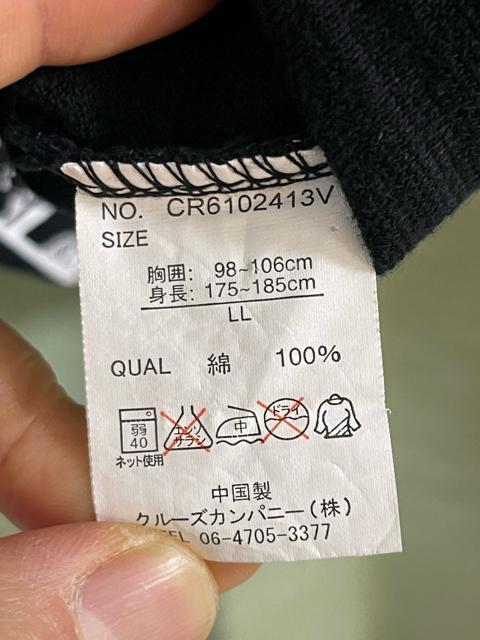 NO. CR6102413V
SIZE
胸囲: 98~106cm
身長: 175~185cm
LL
QUAL 綿 100%
弱
40
エンソ
サラシ
中
ドライ
ネット使用
中国製
クルーズカンパニー(株)
TEL 06-4705-3377